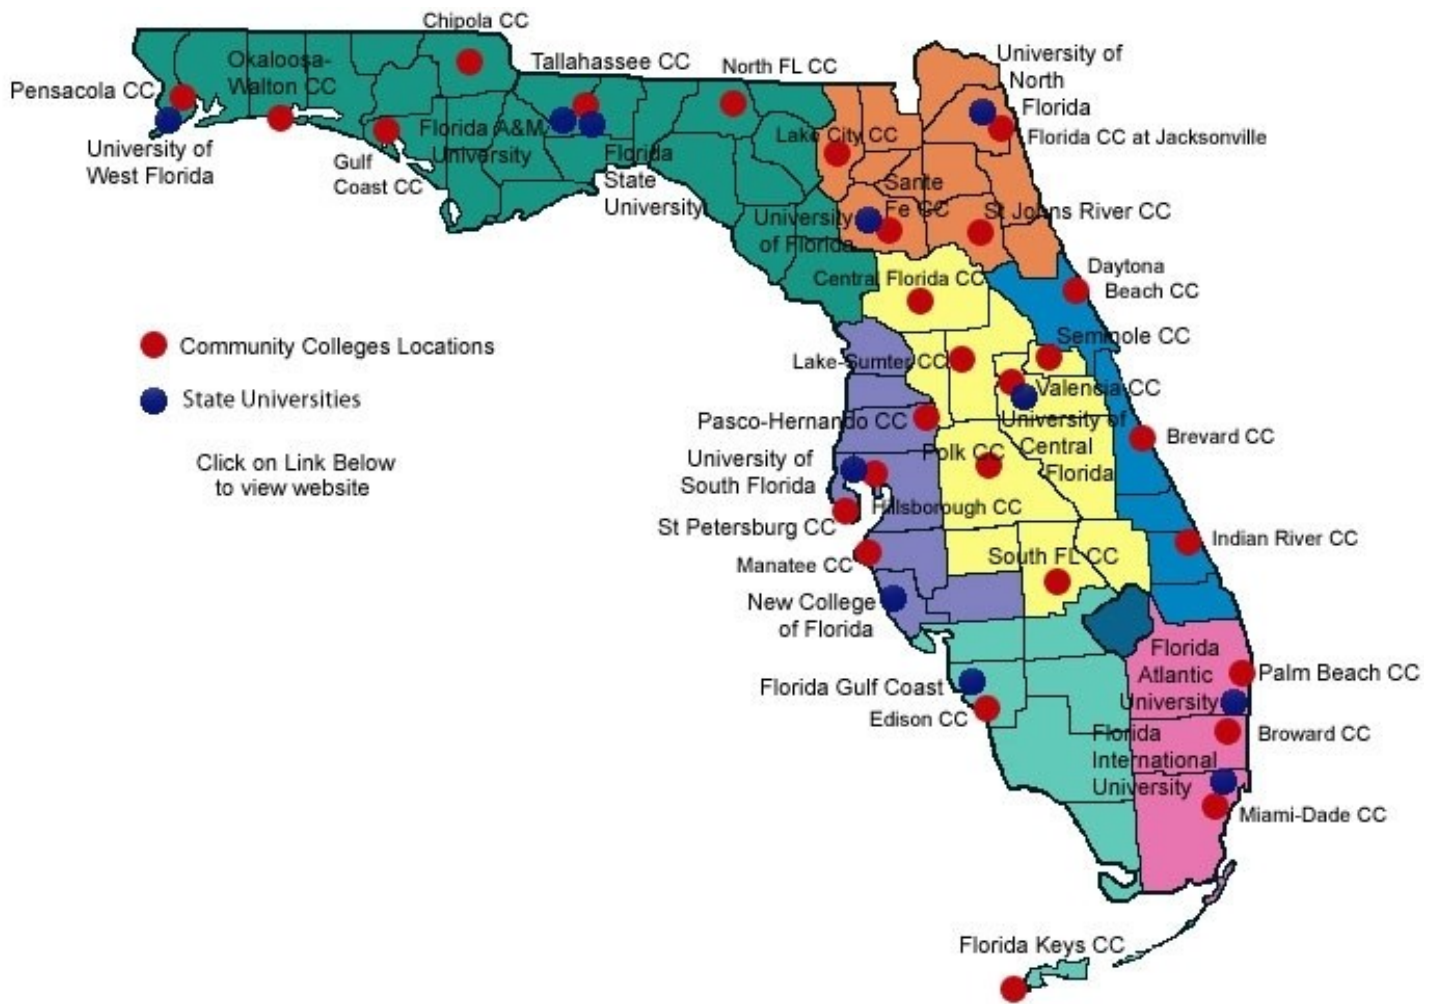 Chipola CC
Okaloosa-
Walton CC
Tallahassee CC
North FL CC
University of
North
Florida
Pensacola CC
University of
West Florida
Gulf
Coast CC
Florida A&M
University
Florida
State
University
Lake City CC
Florida CC at Jacksonville
Sante
Fe CC
University
of Florida
St Johns River CC
Central Florida CC
Daytona
Beach CC
Community Colleges Locations
State Universities
Click on Link Below
to view website
Lake-Sumter CC
Seminole CC
Valencia CC
University of
Central
Florida
Pasco-Hernando CC
Polk CC
Brevard CC
University of
South Florida
Hillsborough CC
St Petersburg CC
Manatee CC
South FL CC
Indian River CC
New College
of Florida
Florida
Atlantic
University
Palm Beach CC
Florida Gulf Coast
Edison CC
Florida
International
University
Broward CC
Miami-Dade CC
Florida Keys CC